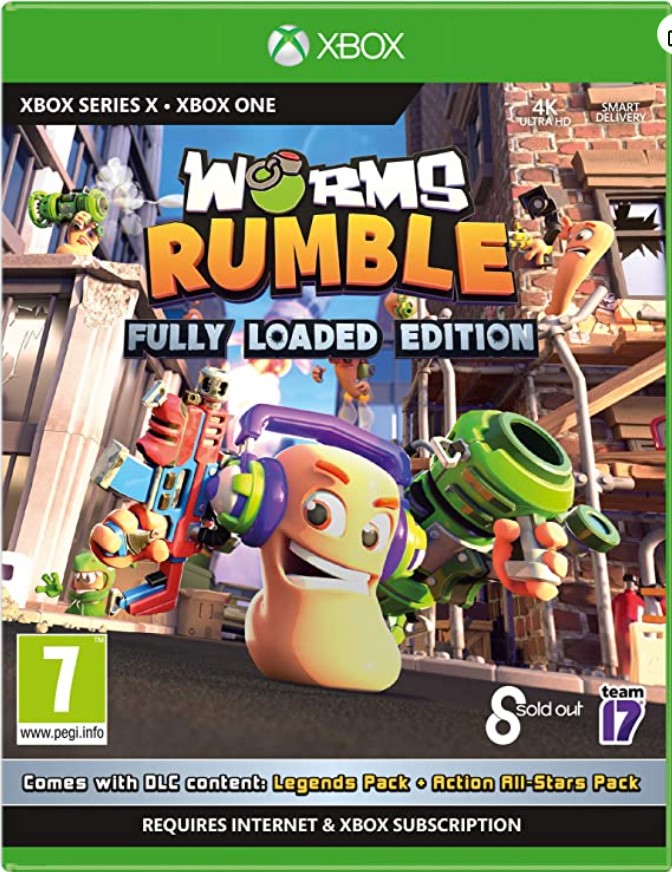 XBOX
XBOX SERIES X • XBOX ONE
4K
ULTRA HD
SMART
DELIVERY
WORMS
RUMBLE
FULLY LOADED EDITION
7
www.pegi.info
sold out
team
17
Comes with DLC content: Legends Pack + Action All-Stars Pack
REQUIRES INTERNET & XBOX SUBSCRIPTION